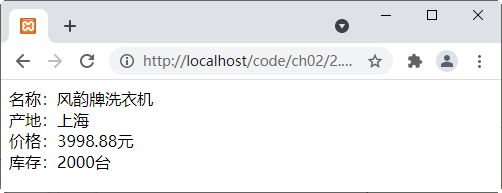 http://localhost/code/ch02/2....
名称：风韵牌洗衣机
产地：上海
价格：3998.88元
库存：2000台